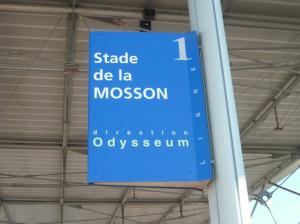 1
Stade
de la
MOSSON
direction
Odysseum
LIGNE